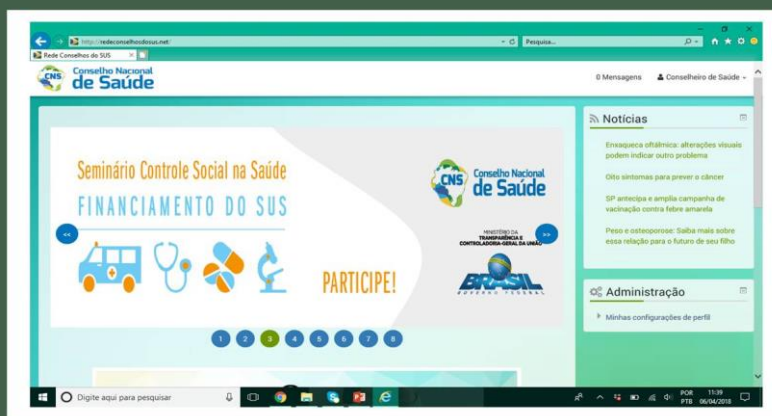 http://redeconselhosdosus.net/
Pesquisa...
Rede Conselhos do SUS
CNS
Conselho Nacional
de Saúde
0 Mensagens
Conselheiro de Saúde
Seminário Controle Social na Saúde
FINANCIAMENTO DO SUS
PARTICIPE!
<<
>>
CNS
Conselho Nacional
de Saúde
MINISTÉRIO DA
TRANSPARÊNCIA E
CONTROLADORIA-GERAL DA UNIÃO
BRASIL
GOVERNO FEDERAL
1 2 3 4 5 6 7 8
Notícias
Enxaqueca oftálmica: alterações visuais
podem indicar outro problema
Oito sintomas para prever o câncer
SP antecipa e amplia campanha de
vacinação contra febre amarela
Peso e osteoporose: Saiba mais sobre
essa relação para o futuro de seu filho
Administração
Minhas configurações de perfil
Digite aqui para pesquisar
POR
PTB
11:39
06/04/2018